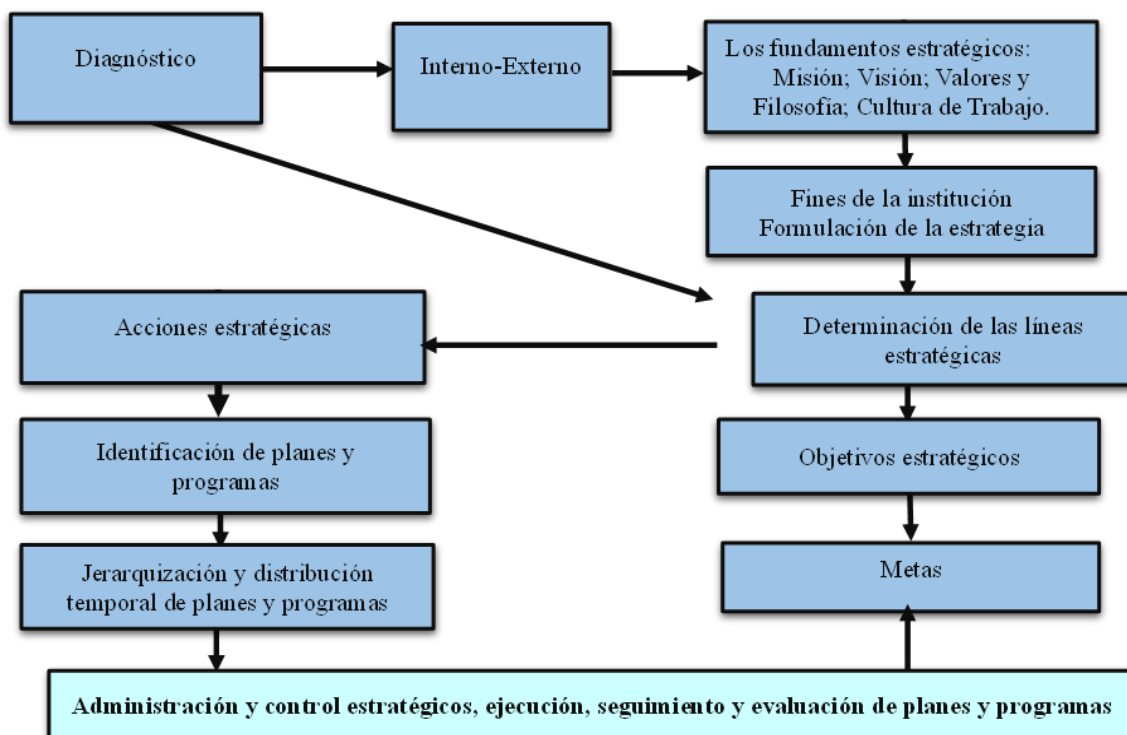 Diagnóstico
Interno-Externo
Los fundamentos estratégicos:
Misión; Visión; Valores y
Filosofía; Cultura de Trabajo.
Fines de la institución
Formulación de la estrategia
Determinación de las líneas
estratégicas
Acciones estratégicas
Identificación de planes y
programas
Objetivos estratégicos
Jerarquización y distribución
temporal de planes y programas
Metas
Administración y control estratégicos, ejecución, seguimiento y evaluación de planes y programas